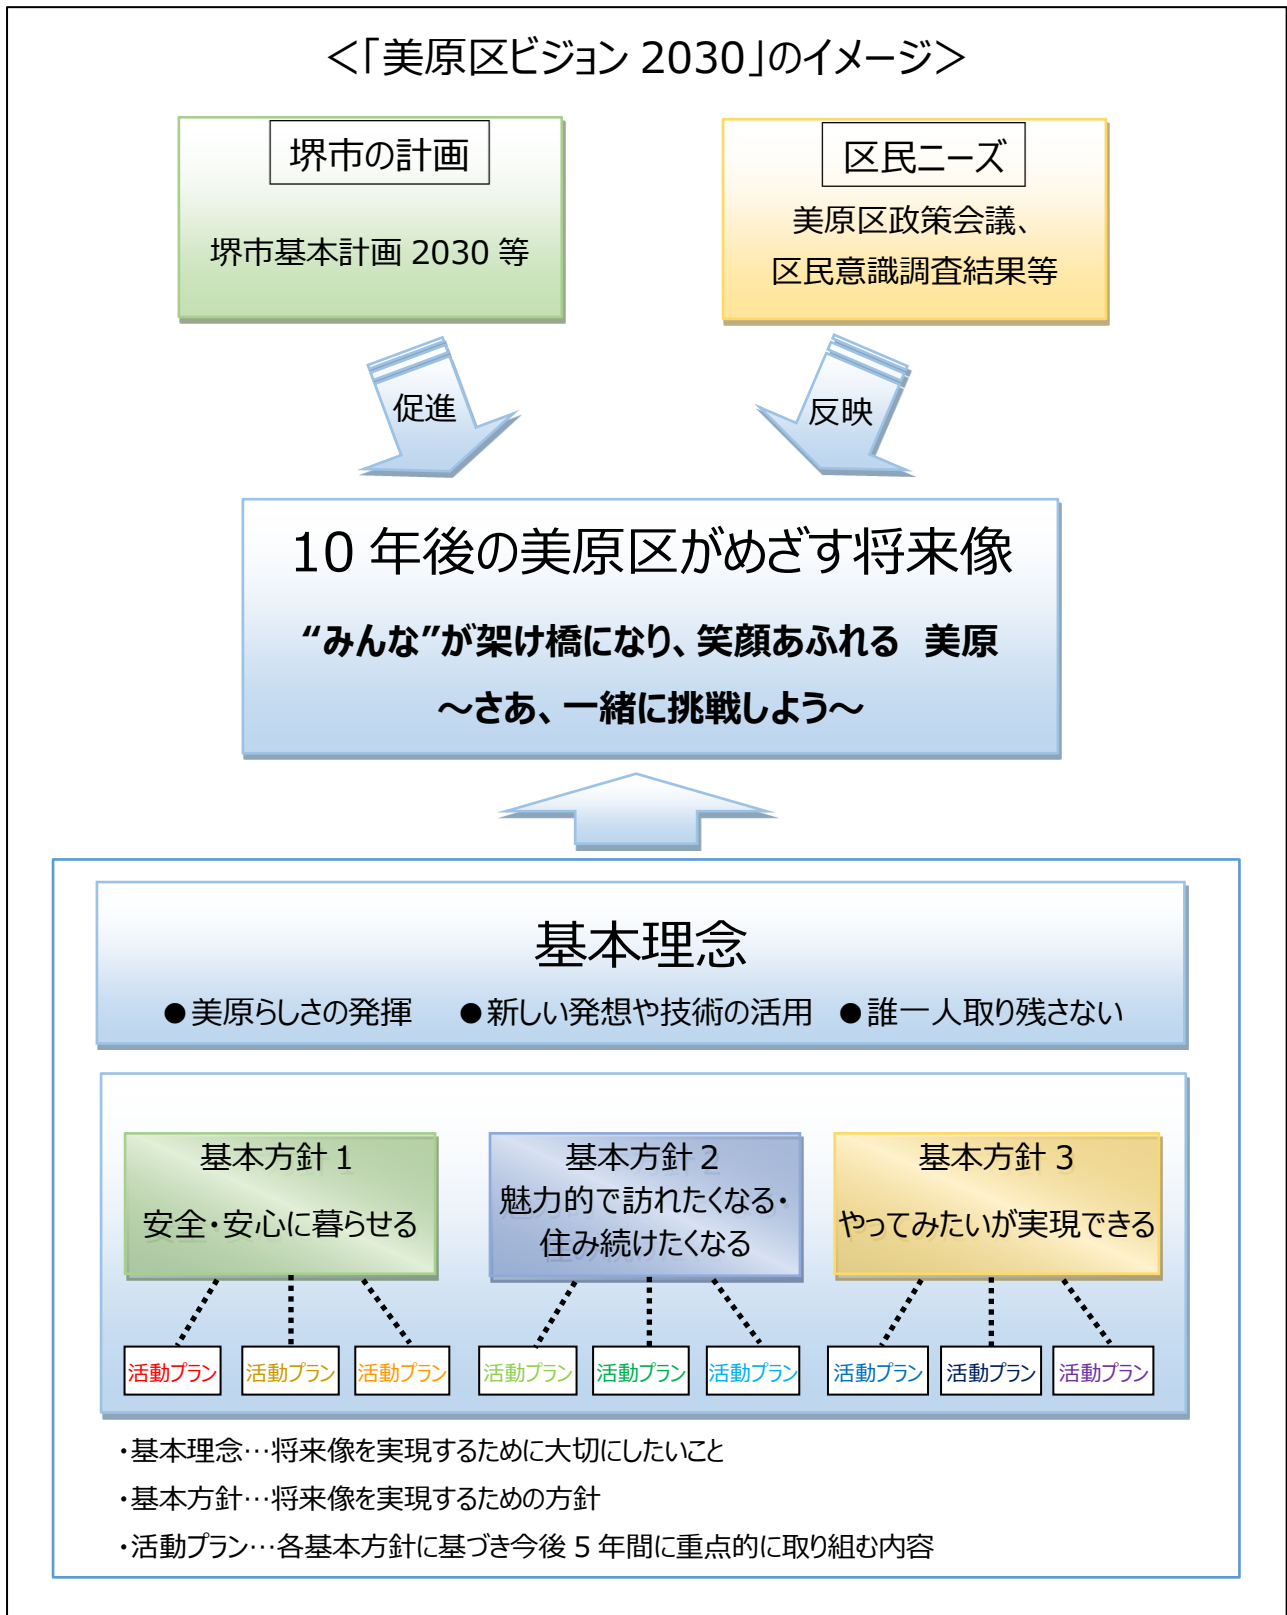 ＜「美原区ビジョン 2030」のイメージ＞
堺市の計画
堺市基本計画 2030 等
区民ニーズ
美原区政策会議、
区民意識調査結果等
促進
反映
10 年後の美原区がめざす将来像
“みんな”が架け橋になり、笑顔あふれる　美原
～さあ、一緒に挑戦しよう～
基本理念
●美原らしさの発揮　●新しい発想や技術の活用　●誰一人取り残さない
基本方針 1
安全・安心に暮らせる
基本方針 2
魅力的で訪れたくなる・
住み続けたくなる
基本方針 3
やってみたいが実現できる
活動プラン 活動プラン 活動プラン 活動プラン 活動プラン 活動プラン 活動プラン 活動プラン 活動プラン
・基本理念…将来像を実現するために大切にしたいこと
・基本方針…将来像を実現するための方針
・活動プラン…各基本方針に基づき今後 5 年間に重点的に取り組む内容